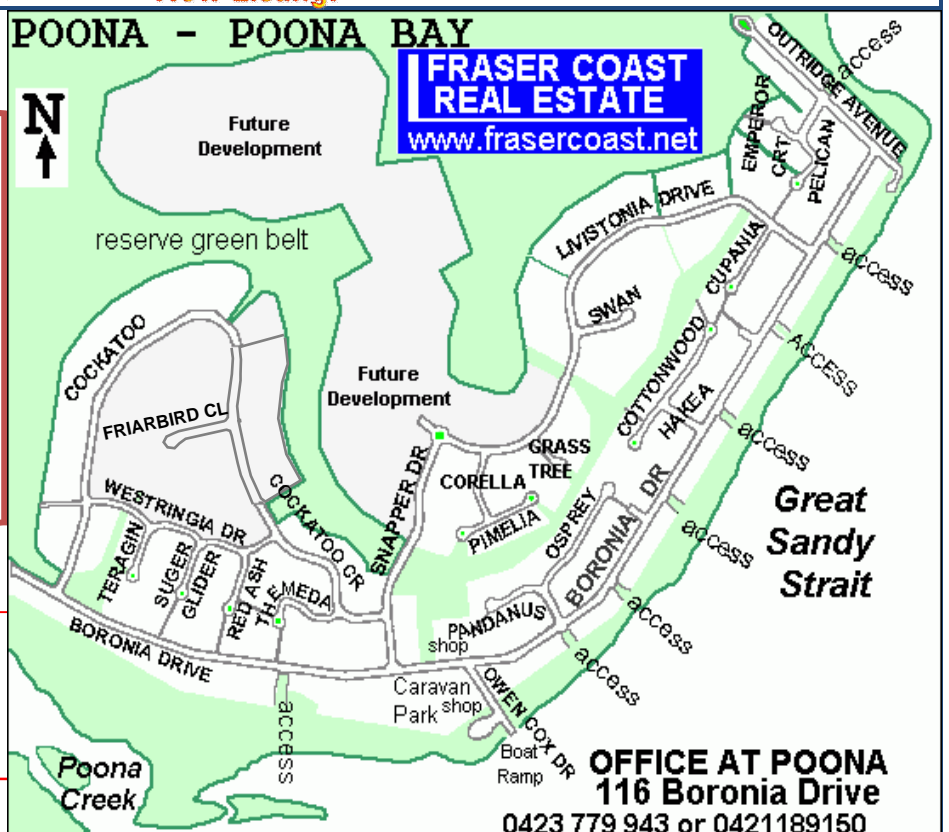 POONA - POONA BAY
FRASER COAST
REAL ESTATE
www.frasercoast.net
N
Future
Development
reserve green belt
OUTRIDGE AVENUE
access
EMPEROR
CRT
PELICAN
LIVISTONIA DRIVE
CUPANIA
access
SWAN
COTTONWOOD
ACCESS
HAKEA
access
COCKATOO
FRIARBIRD CL
Future
Development
GRASS
TREE
CORELLA
PIMELIA
SNAPPER DR
OSPREY
BORONIA DR
access
Great
Sandy
Strait
COCKATOO CR
WESTRINGIA DR
TERAGIN
SUGER
GLIDER
RED ASH
THEMEDA
PANDANUS
shop
access
access
BORONIA DRIVE
access
Caravan
Park
shop
OWEN COX DR
Boat
Ramp
Poona
Creek
OFFICE AT POONA
116 Boronia Drive
0423 779 943 or 0421189150